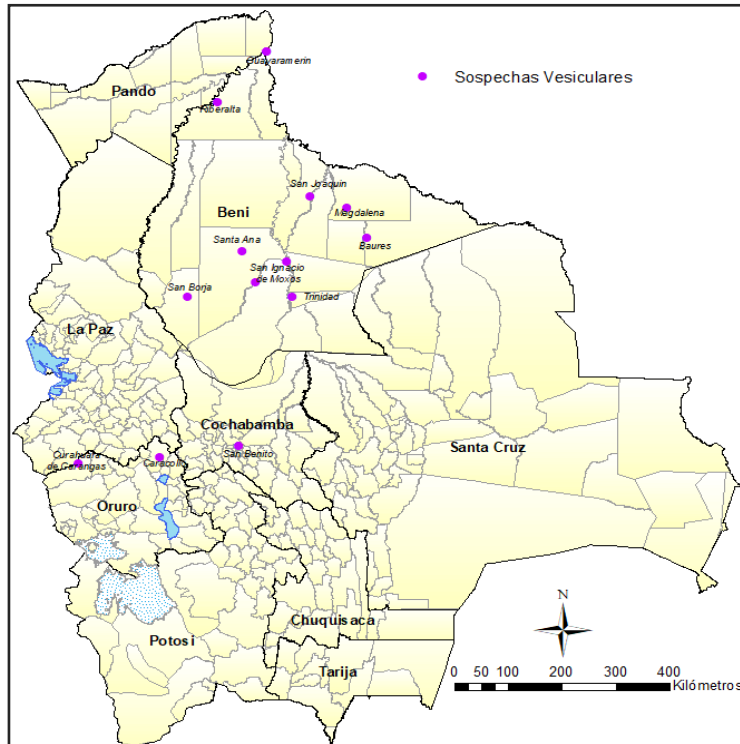 Guayaramerin
Sospechas Vesiculares
Pando
Riberalta
San Joaquin
Magdalena
Beni
Santa Ana
Baures
San Ignacio
de Moxos
San Borja
Trinidad
La Paz
Cochabamba
Santa Cruz
San Benito
Curahuara
de Carangas
Caracollo
Oruro
Chuquisaca
Potosi
Tarija
N
0 50 100 200 300 400
Kilómetros